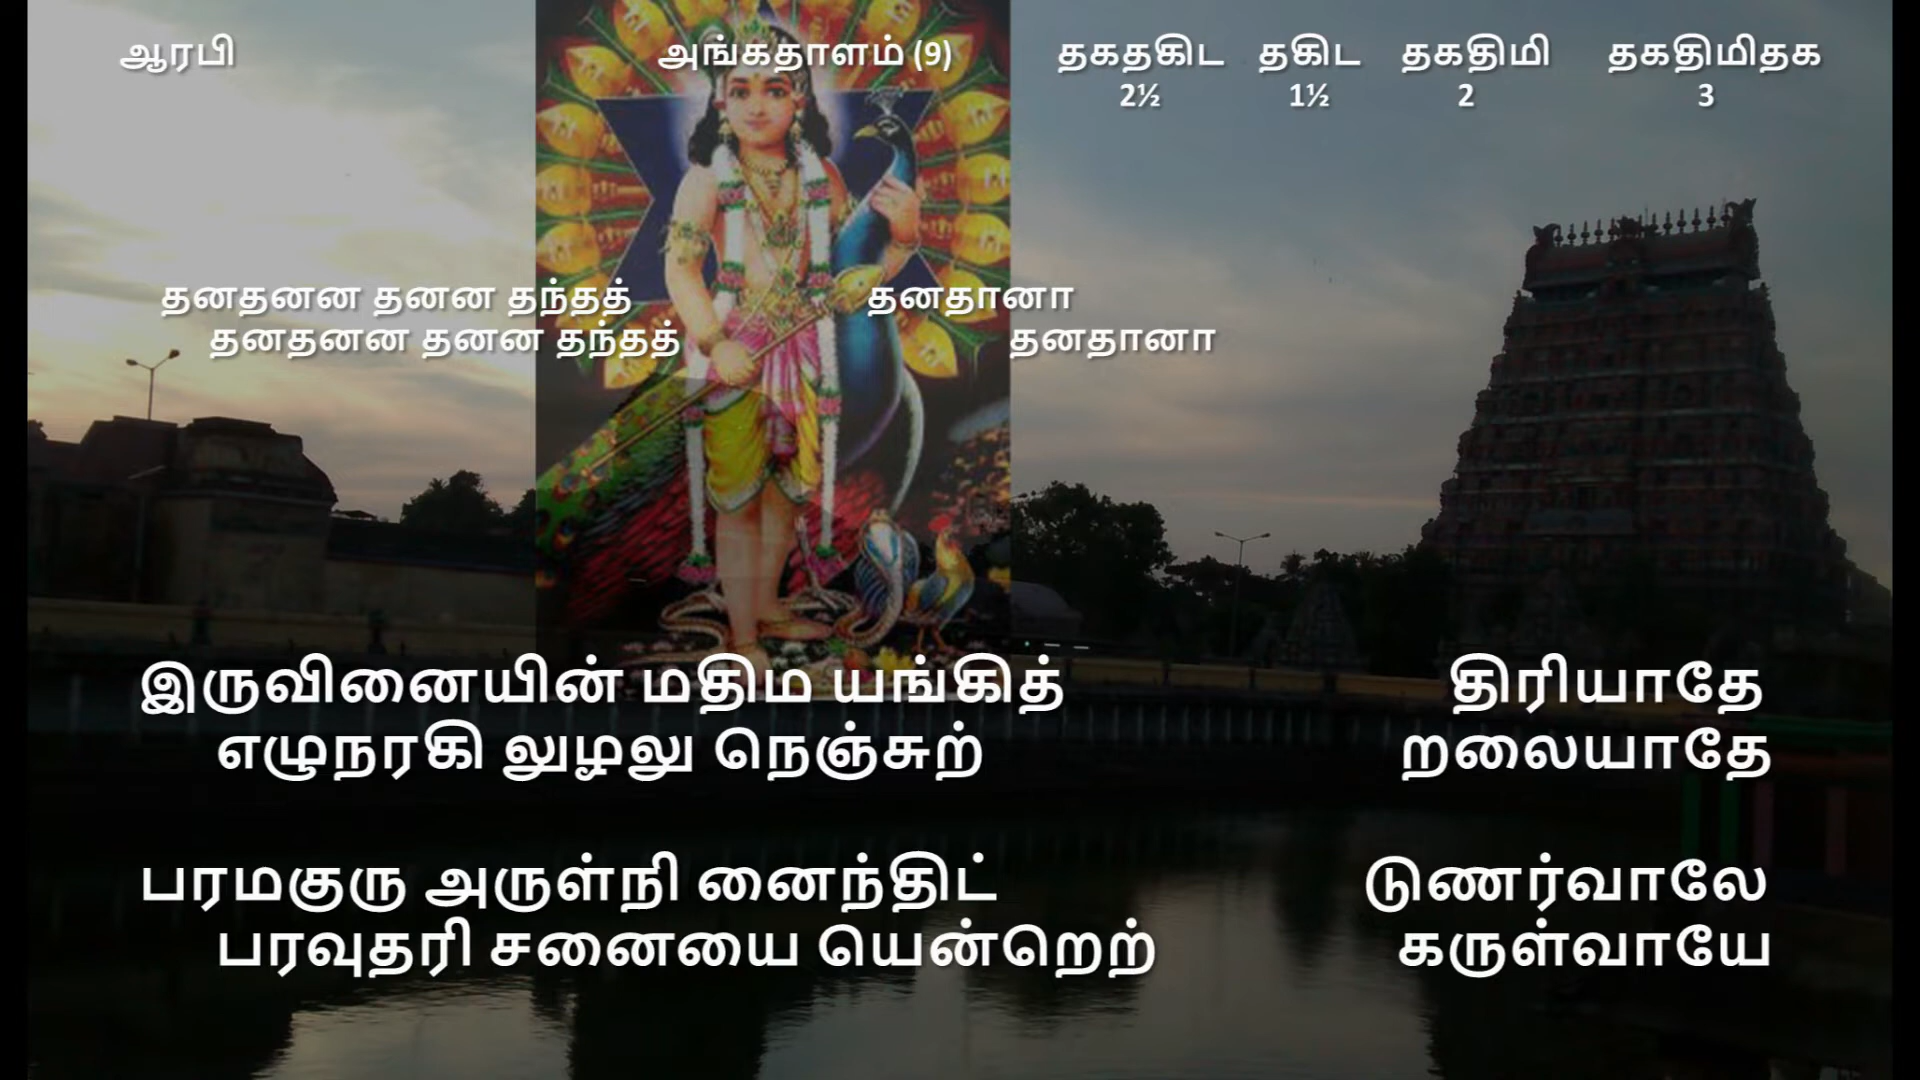 ஆரபி அங்கதாளம் (9) தகதகிட தகிட தகதிமி தகதிமிதக
2½ 1½ 2 3
தனதனன தனன தந்தத் தனதானா
தனதனன தனன தந்தத் தனதானா
இருவினையின் மதிம யங்கித் திரியாதே
எழுநரகி லுழலு நெஞ்சுற் றலையாதே
பரமகுரு அருள்நி னைந்திட் டுணர்வாலே
பரவுதரி சனையை யென்றெற் கருள்வாயே